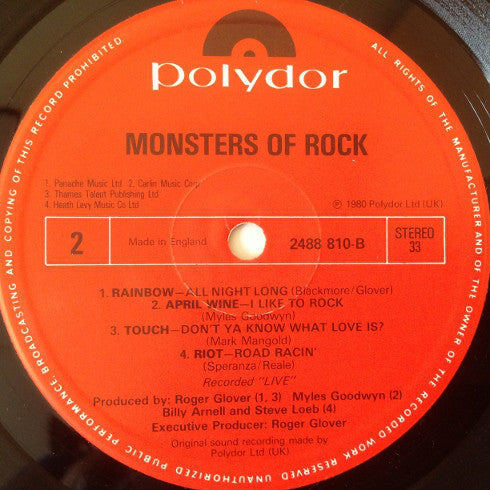 polydor
MONSTERS OF ROCK
1. Panache Music Ltd 2. Carlin Music Corp
3. Thames Talent Publishing Ltd
4. Heath Levy Music Co Ltd
℗ 1980 Polydor Ltd (UK)
2
Made in England
2488 810-B
STEREO
33
1. RAINBOW—ALL NIGHT LONG (Blackmore/Glover)
2. APRIL WINE—I LIKE TO ROCK
(Myles Goodwyn)
3. TOUCH—DON'T YA KNOW WHAT LOVE IS?
(Mark Mangold)
4. RIOT—ROAD RACIN'
(Speranza/Reale)
Recorded "LIVE"
Produced by: Roger Glover (1, 3) Myles Goodwyn (2)
Billy Arnell and Steve Loeb (4)
Executive Producer: Roger Glover
Original sound recording made by
Polydor Ltd (UK)
ALL RIGHTS OF THE MANUFACTURER AND OF THE OWNER OF THE RECORDED WORK RESERVED UNAUTHORIZED PUBLIC PERFORMANCE BROADCASTING AND COPYING OF THIS RECORD PROHIBITED.